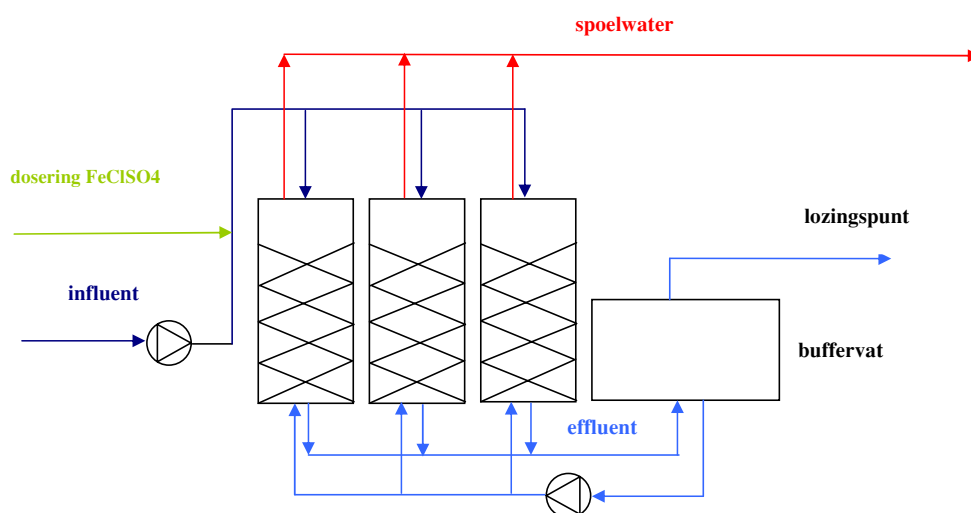 spoelwater
dosering FeClSO4
lozingspunt
influent
buffervat
effluent